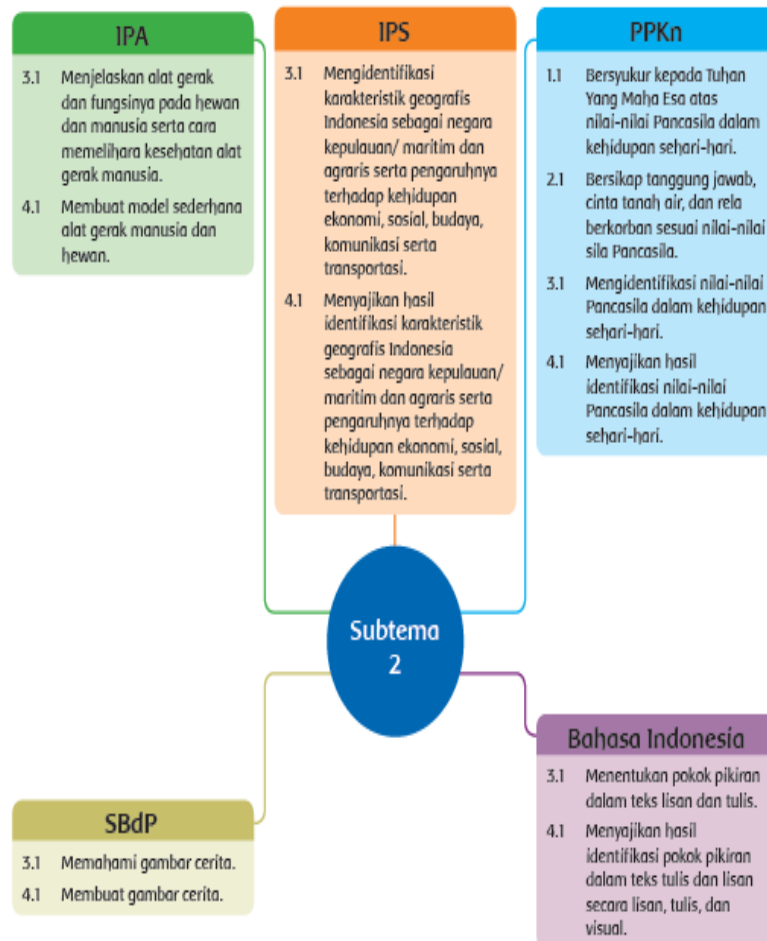 IPA
3.1 Menjelaskan alat gerak
dan fungsinya pada hewan
dan manusia serta cara
memelihara kesehatan alat
gerak manusia.
4.1 Membuat model sederhana
alat gerak manusia dan
hewan.
IPS
3.1 Mengidentifikasi
karakteristik geografis
Indonesia sebagai negara
kepulauan/ maritim dan
agraris serta pengaruhnya
terhadap kehidupan
ekonomi, sosial, budaya,
komunikasi serta
transportasi.
4.1 Menyajikan hasil
identifikasi karakteristik
geografis Indonesia
sebagai negara kepulauan/
maritim dan agraris serta
pengaruhnya terhadap
kehidupan ekonomi, sosial,
budaya, komunikasi serta
transportasi.
PPKn
1.1 Bersyukur kepada Tuhan
Yang Maha Esa atas
nilai-nilai Pancasila dalam
kehidupan sehari-hari.
2.1 Bersikap tanggung jawab,
cinta tanah air, dan rela
berkorban sesuai nilai-nilai
sila Pancasila.
3.1 Mengidentifikasi nilai-nilai
Pancasila dalam kehidupan
sehari-hari.
4.1 Menyajikan hasil
identifikasi nilai-nilai
Pancasila dalam kehidupan
sehari-hari.
Subtema
2
SBdP
3.1 Memahami gambar cerita.
4.1 Membuat gambar cerita.
Bahasa Indonesia
3.1 Menentukan pokok pikiran
dalam teks lisan dan tulis.
4.1 Menyajikan hasil
identifikasi pokok pikiran
dalam teks tulis dan lisan
secara lisan, tulis, dan
visual.